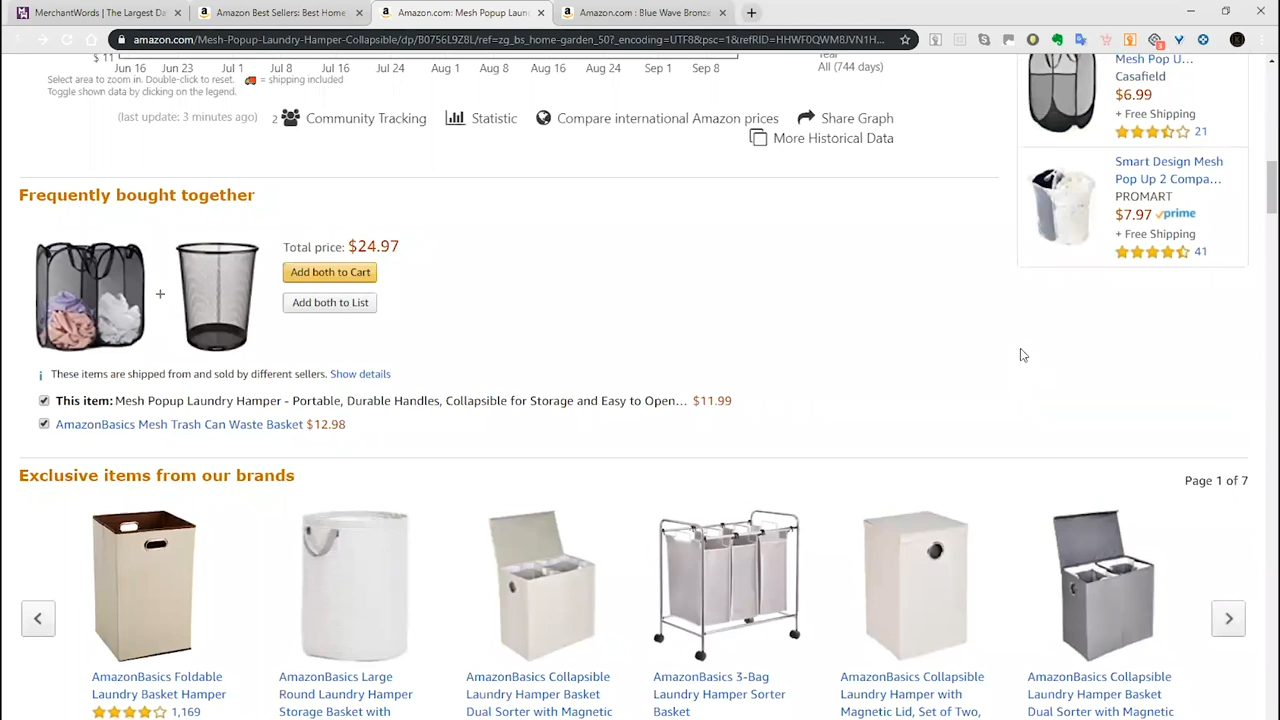 MerchantWords | The Largest Da
Amazon Best Sellers: Best Home
Amazon.com: Mesh Popup Laun
Amazon.com : Blue Wave Bronze
amazon.com/Mesh-Popup-Laundry-Hamper-Collapsible/dp/B0756L9Z8L/ref=zg_bs_home-garden_50?_encoding=UTF8&psc=1&refRID=HHWF0QWM8JVN1H...
$ 11
Jun 16 Jun 23 Jul 1 Jul 8 Jul 16 Jul 24 Aug 1 Aug 8 Aug 16 Aug 24 Sep 1 Sep 8
All (744 days)
Select area to zoom in. Double-click to reset. = shipping included
Toggle shown data by clicking on the legend.
(last update: 3 minutes ago) 2 Community Tracking Statistic Compare international Amazon prices Share Graph
More Historical Data
Mesh Pop U...
Casafield
$6.99
+ Free Shipping
21
Smart Design Mesh
Pop Up 2 Compa...
PROMART
$7.97 prime
+ Free Shipping
41
Frequently bought together
+
Total price: $24.97
Add both to Cart
Add both to List
These items are shipped from and sold by different sellers. Show details
This item: Mesh Popup Laundry Hamper - Portable, Durable Handles, Collapsible for Storage and Easy to Open... $11.99
AmazonBasics Mesh Trash Can Waste Basket $12.98
Exclusive items from our brands
Page 1 of 7
AmazonBasics Foldable
Laundry Basket Hamper
1,169
AmazonBasics Large
Round Laundry Hamper
Storage Basket with
AmazonBasics Collapsible
Laundry Hamper Basket
Dual Sorter with Magnetic
AmazonBasics 3-Bag
Laundry Hamper Sorter
Basket
AmazonBasics Collapsible
Laundry Hamper with
Magnetic Lid, Set of Two,
AmazonBasics Collapsible
Laundry Hamper Basket
Dual Sorter with Magnetic